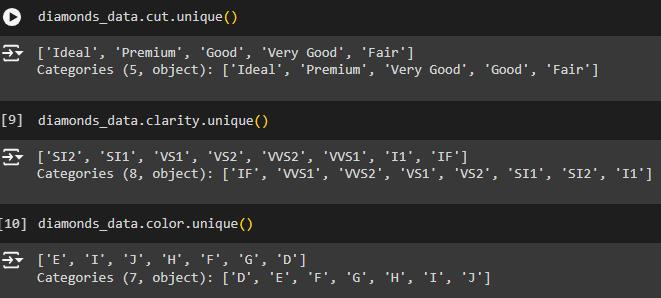 diamonds_data.cut.unique()
['Ideal', 'Premium', 'Good', 'Very Good', 'Fair']
Categories (5, object): ['Ideal', 'Premium', 'Very Good', 'Good', 'Fair']
[9] diamonds_data.clarity.unique()
['SI2', 'SI1', 'VS1', 'VS2', 'VVS2', 'VVS1', 'I1', 'IF']
Categories (8, object): ['IF', 'VVS1', 'VVS2', 'VS1', 'VS2', 'SI1', 'SI2', 'I1']
[10] diamonds_data.color.unique()
['E', 'I', 'J', 'H', 'F', 'G', 'D']
Categories (7, object): ['D', 'E', 'F', 'G', 'H', 'I', 'J']